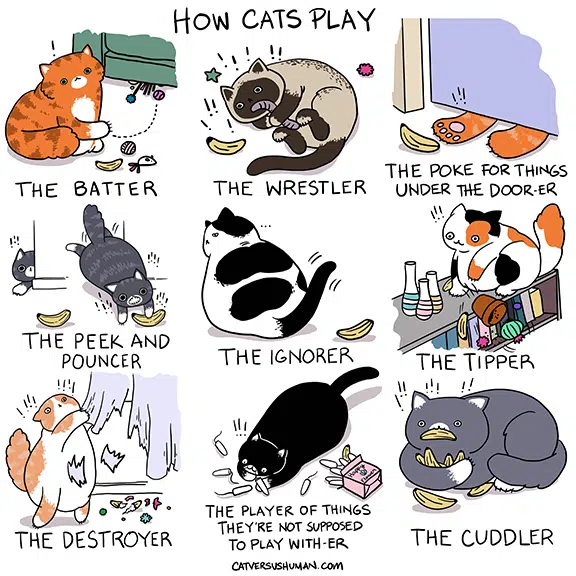 HOW CATS PLAY
THE BATTER
THE WRESTLER
THE POKE FOR THINGS
UNDER THE DOOR-ER
THE PEEK AND
POUNCER
THE IGNORER
THE TIPPER
THE DESTROYER
THE PLAYER OF THINGS
THEY'RE NOT SUPPOSED
TO PLAY WITH-ER
THE CUDDLER
CATVERSUSHUMAN.COM